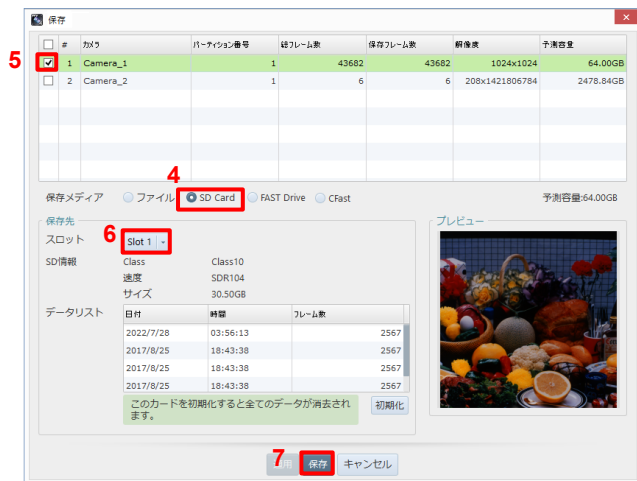 保存
# カメラ パーティション番号 総フレーム数 保存フレーム数 解像度 予測容量
5
1 Camera_1 1 43682 43682 1024x1024 64.00GB
2 Camera_2 1 6 6 208x1421806784 2478.84GB
4
保存メディア ファイル SD Card FAST Drive CFast 予測容量:64.00GB
保存先 プレビュー
6
スロット Slot 1
SD情報 Class Class10
速度 SDR104
サイズ 30.50GB
データリスト 日付 時間 フレーム数
2022/7/28 03:56:13 2567
2017/8/25 18:43:38 2567
2017/8/25 18:43:38 2567
2017/8/25 18:43:38 2567
このカードを初期化すると全てのデータが消去され
ます。
初期化
7
用 保存 キャンセル